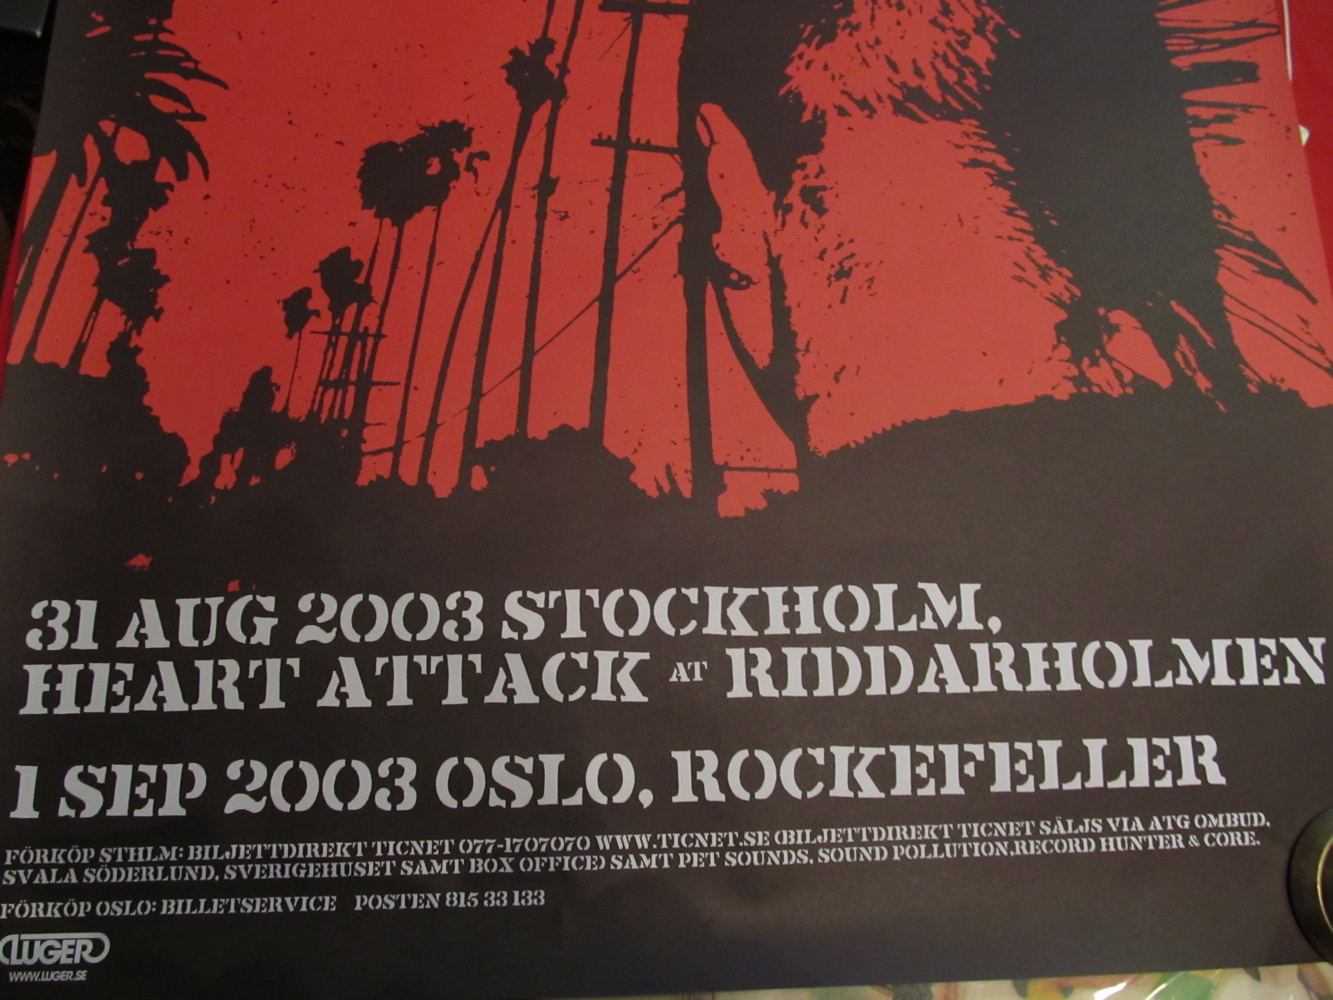 31 AUG 2003 STOCKHOLM,
HEART ATTACK AT RIDDARHOLMEN
1 SEP 2003 OSLO, ROCKEFELLER
FÖRKÖP STHLM: BILJETTDIREKT TICNET 077-1707070 WWW.TICNET.SE (BILJETTDIREKT TICNET SÄLJS VIA ATG OMBUD,
SVALA SÖDERLUND, SVERIGEHUSET SAMT BOX OFFICE) SAMT PET SOUNDS, SOUND POLLUTION,RECORD HUNTER & CORE.
FÖRKÖP OSLO: BILLETSERVICE POSTEN 815 33 133
LUGER
WWW.LUGER.SE